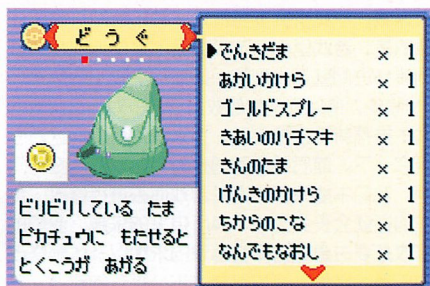 どうぐ
▶でんきだま × 1
あかいかけら × 1
ゴールドスプレー × 1
きあいのハチマキ × 1
きんのたま × 1
げんきのかけら × 1
ちからのこな × 1
なんでもなおし × 1
ビリビリしている たま
ピカチュウに もたせると
とくこうが あがる